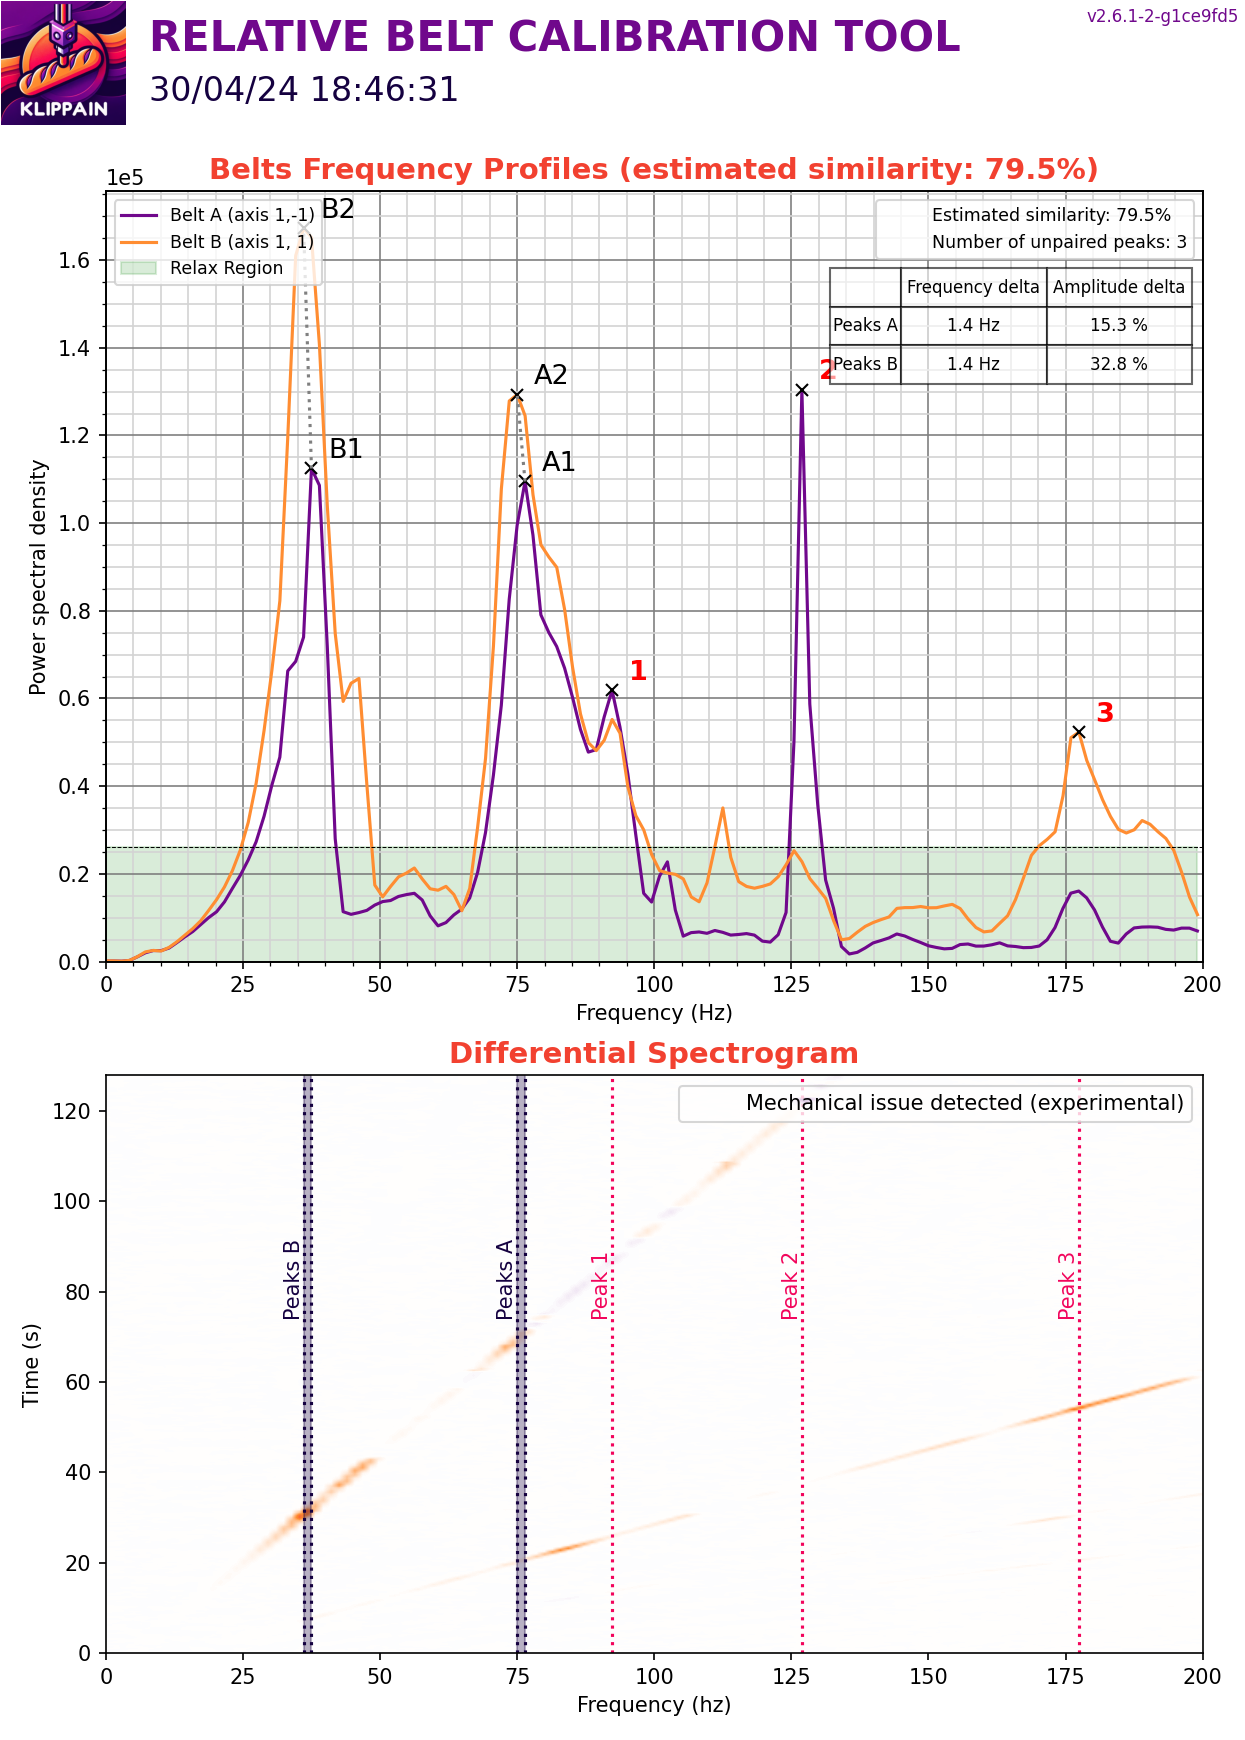 KLIPPAIN
RELATIVE BELT CALIBRATION TOOL
30/04/24 18:46:31
v2.6.1-2-g1ce9fd5
Belts Frequency Profiles (estimated similarity: 79.5%)
1e5
Belt A (axis 1,-1)
Belt B (axis 1, 1)
Relax Region
Estimated similarity: 79.5%
Number of unpaired peaks: 3
Frequency delta Amplitude delta
Peaks A 1.4 Hz 15.3 %
Peaks B 1.4 Hz 32.8 %
B2
B1
A2
A1
1
2
3
Power spectral density
1.6
1.4
1.2
1.0
0.8
0.6
0.4
0.2
0.0
0 25 50 75 100 125 150 175 200
Frequency (Hz)
Differential Spectrogram
Mechanical issue detected (experimental)
Peaks B
Peaks A
Peak 1
Peak 2
Peak 3
Time (s)
120
100
80
60
40
20
0
0 25 50 75 100 125 150 175 200
Frequency (hz)